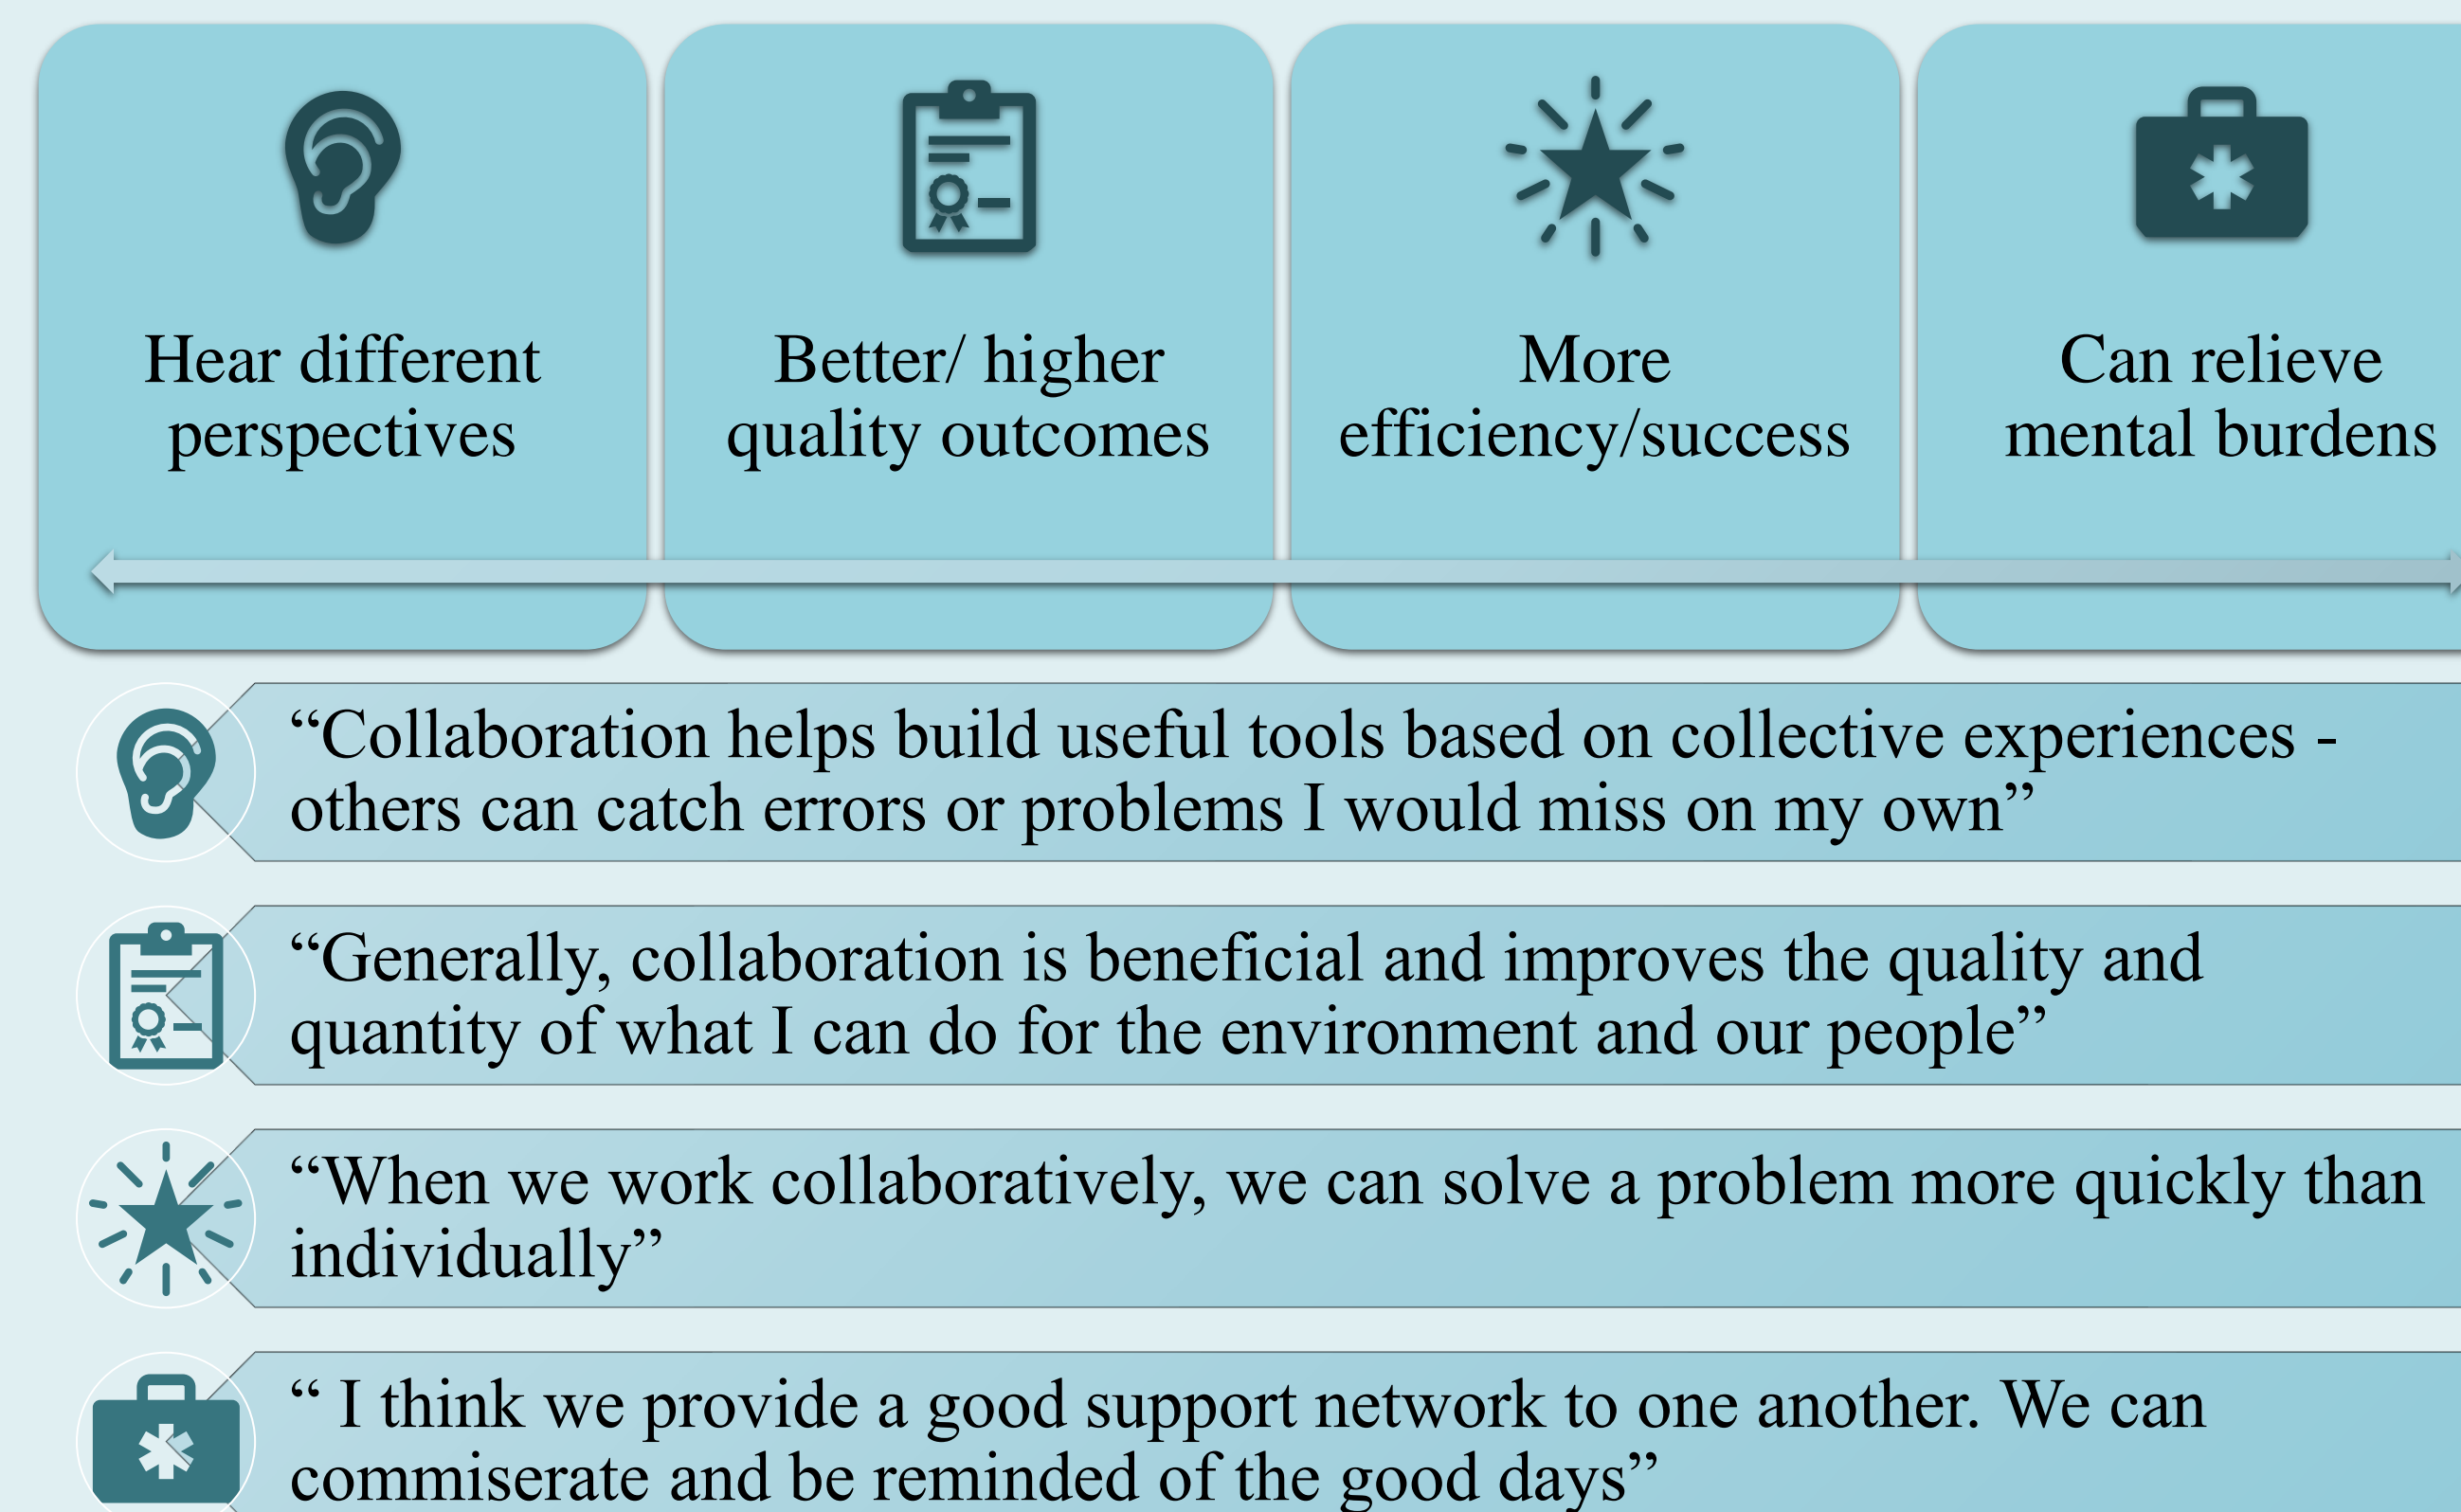 Hear different
perspectives
Better/ higher
quality outcomes
More
efficiency/success
Can relieve
mental burdens
“Collaboration helps build useful tools based on collective experiences -
others can catch errors or problems I would miss on my own”
“Generally, collaboration is beneficial and improves the quality and
quantity of what I can do for the environment and our people”
“When we work collaboratively, we can solve a problem more quickly than
individually”
“ I think we provide a good support network to one another. We can
commiserate and be reminded of the good days”